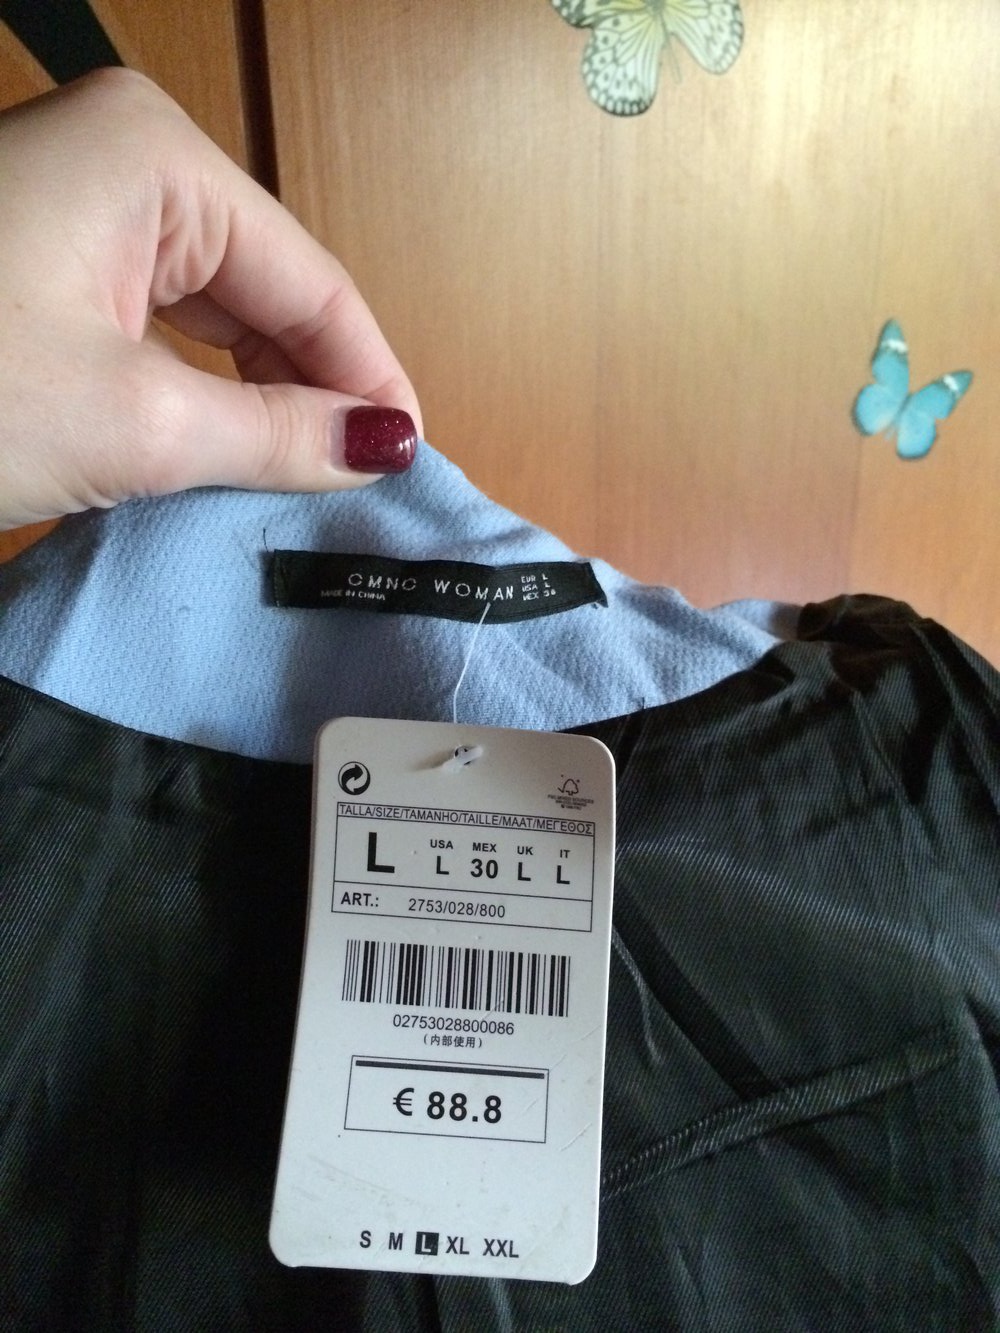 CMNC WOMAN
MADE IN CHINA
EUR L
USA L
MEX 30
TALLA/SIZE/TAMANHO/TAILLE/MAAT/ΜΕΓΕΘΟΣ
L USA L MEX 30 UK L IT L
ART.: 2753/028/800
02753028800086
(内部使用)
€ 88.8
S M L XL XXL